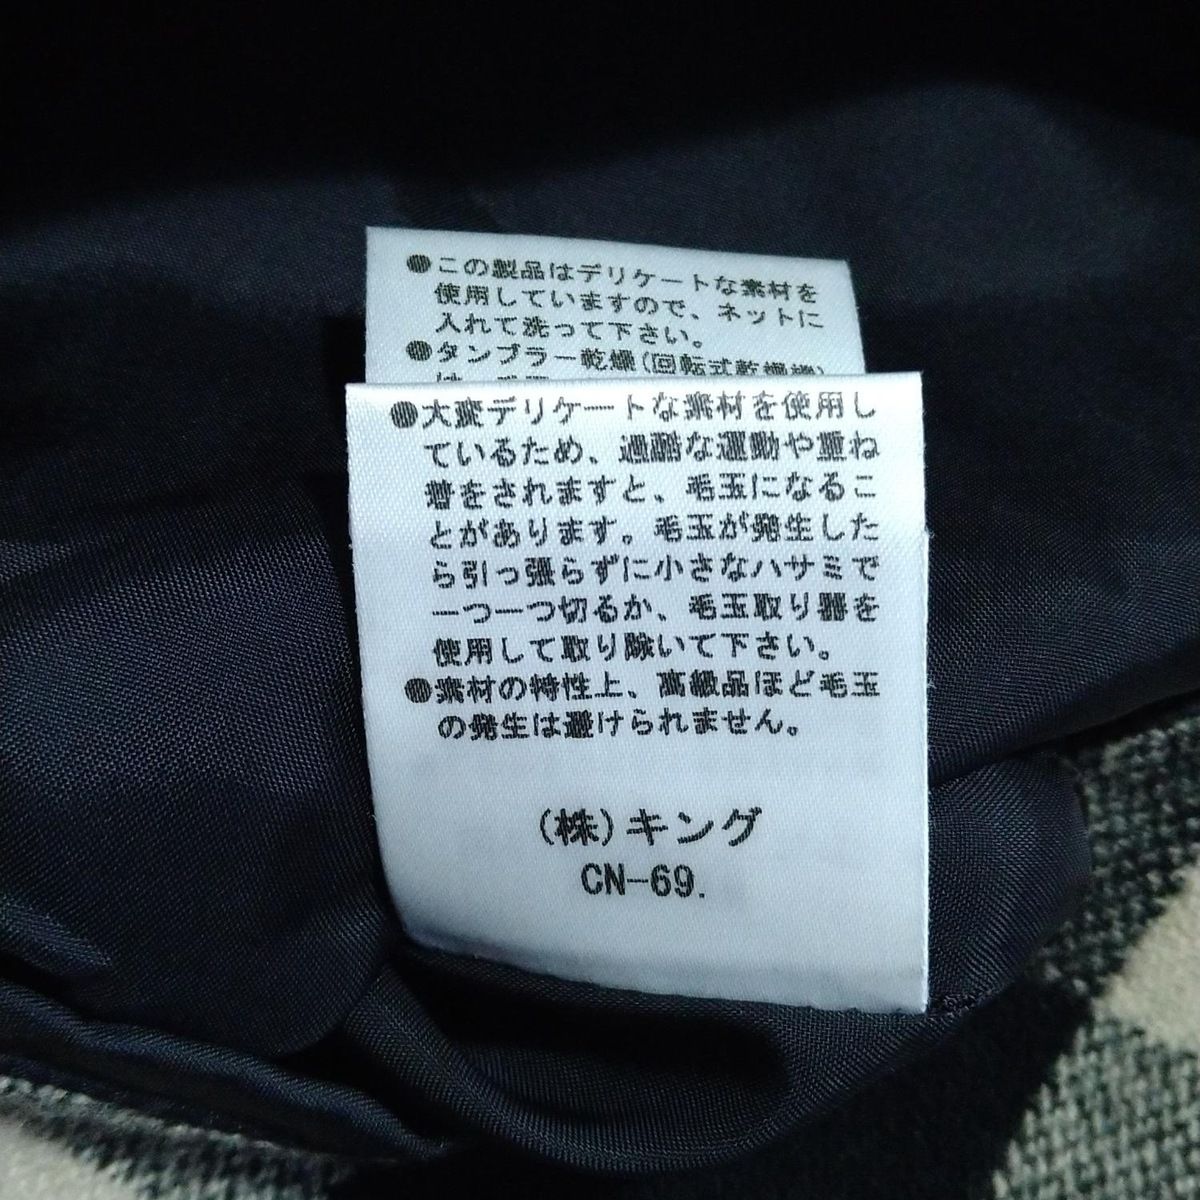 ●この製品はデリケートな素材を
使用していますので、ネットに
入れて洗って下さい。
●タンブラー乾燥(回転式乾燥機)
は、
●大変デリケートな素材を使用し
ているため、過酷な運動や重ね
着をされますと、毛玉になるこ
とがあります。毛玉が発生した
ら引っ張らずに小さなハサミで
一つ一つ切るか、毛玉取り器を
使用して取り除いて下さい。
●素材の特性上、高級品ほど毛玉
の発生は避けられません。
(株)キング
CN-69.